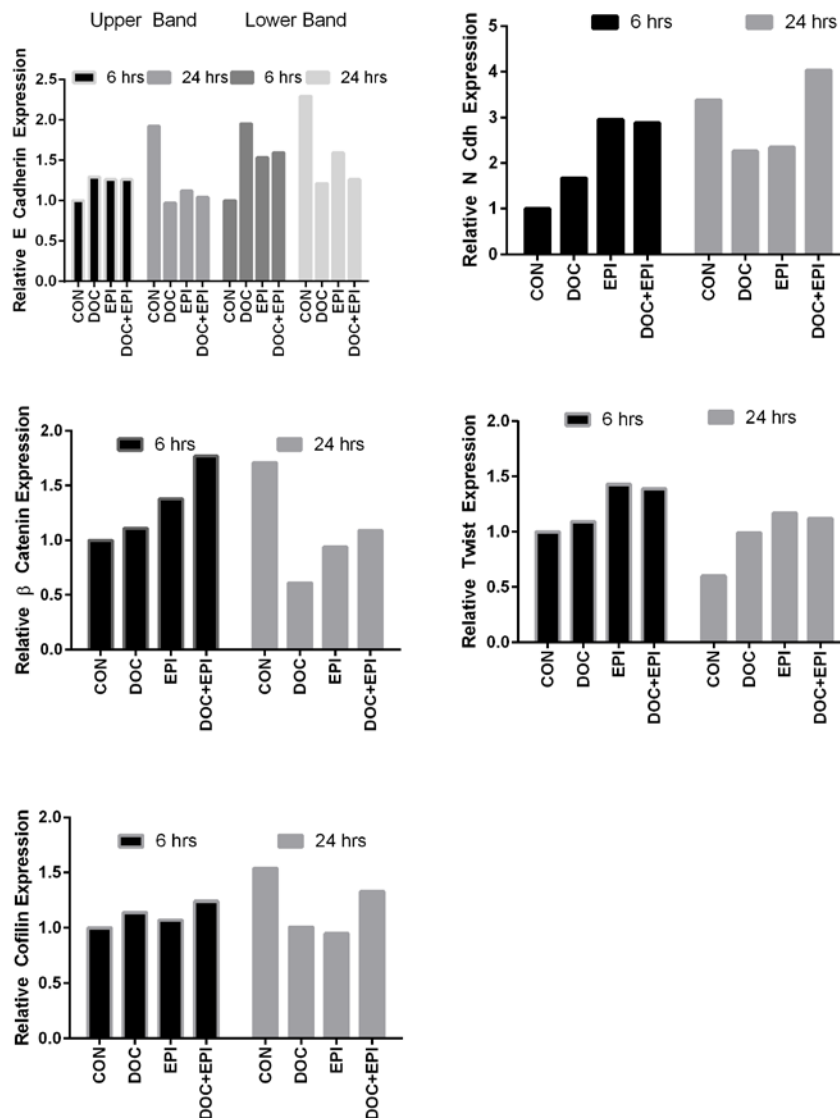 Upper Band Lower Band
Relative E Cadherin Expression
2.5
2.0
1.5
1.0
0.5
0.0
6 hrs 24 hrs 6 hrs 24 hrs
CON DOC EPI DOC+EPI CON DOC EPI DOC+EPI CON DOC EPI DOC+EPI CON DOC EPI DOC+EPI
Relative N Cdh Expression
5
4
3
2
1
0
6 hrs 24 hrs
CON DOC EPI DOC+EPI CON DOC EPI DOC+EPI
Relative β Catenin Expression
2.0
1.5
1.0
0.5
0.0
6 hrs 24 hrs
CON DOC EPI DOC+EPI CON DOC EPI DOC+EPI
Relative Twist Expression
2.0
1.5
1.0
0.5
0.0
6 hrs 24 hrs
CON DOC EPI DOC+EPI CON DOC EPI DOC+EPI
Relative Cofilin Expression
2.0
1.5
1.0
0.5
0.0
6 hrs 24 hrs
CON DOC EPI DOC+EPI CON DOC EPI DOC+EPI